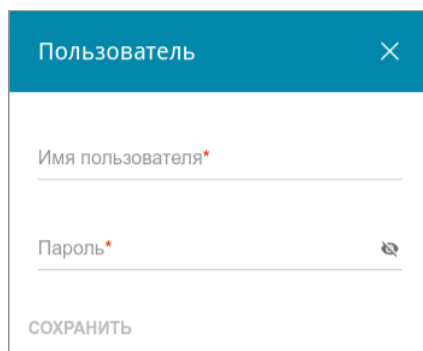 Пользователь
Имя пользователя*
Пароль*
СОХРАНИТЬ